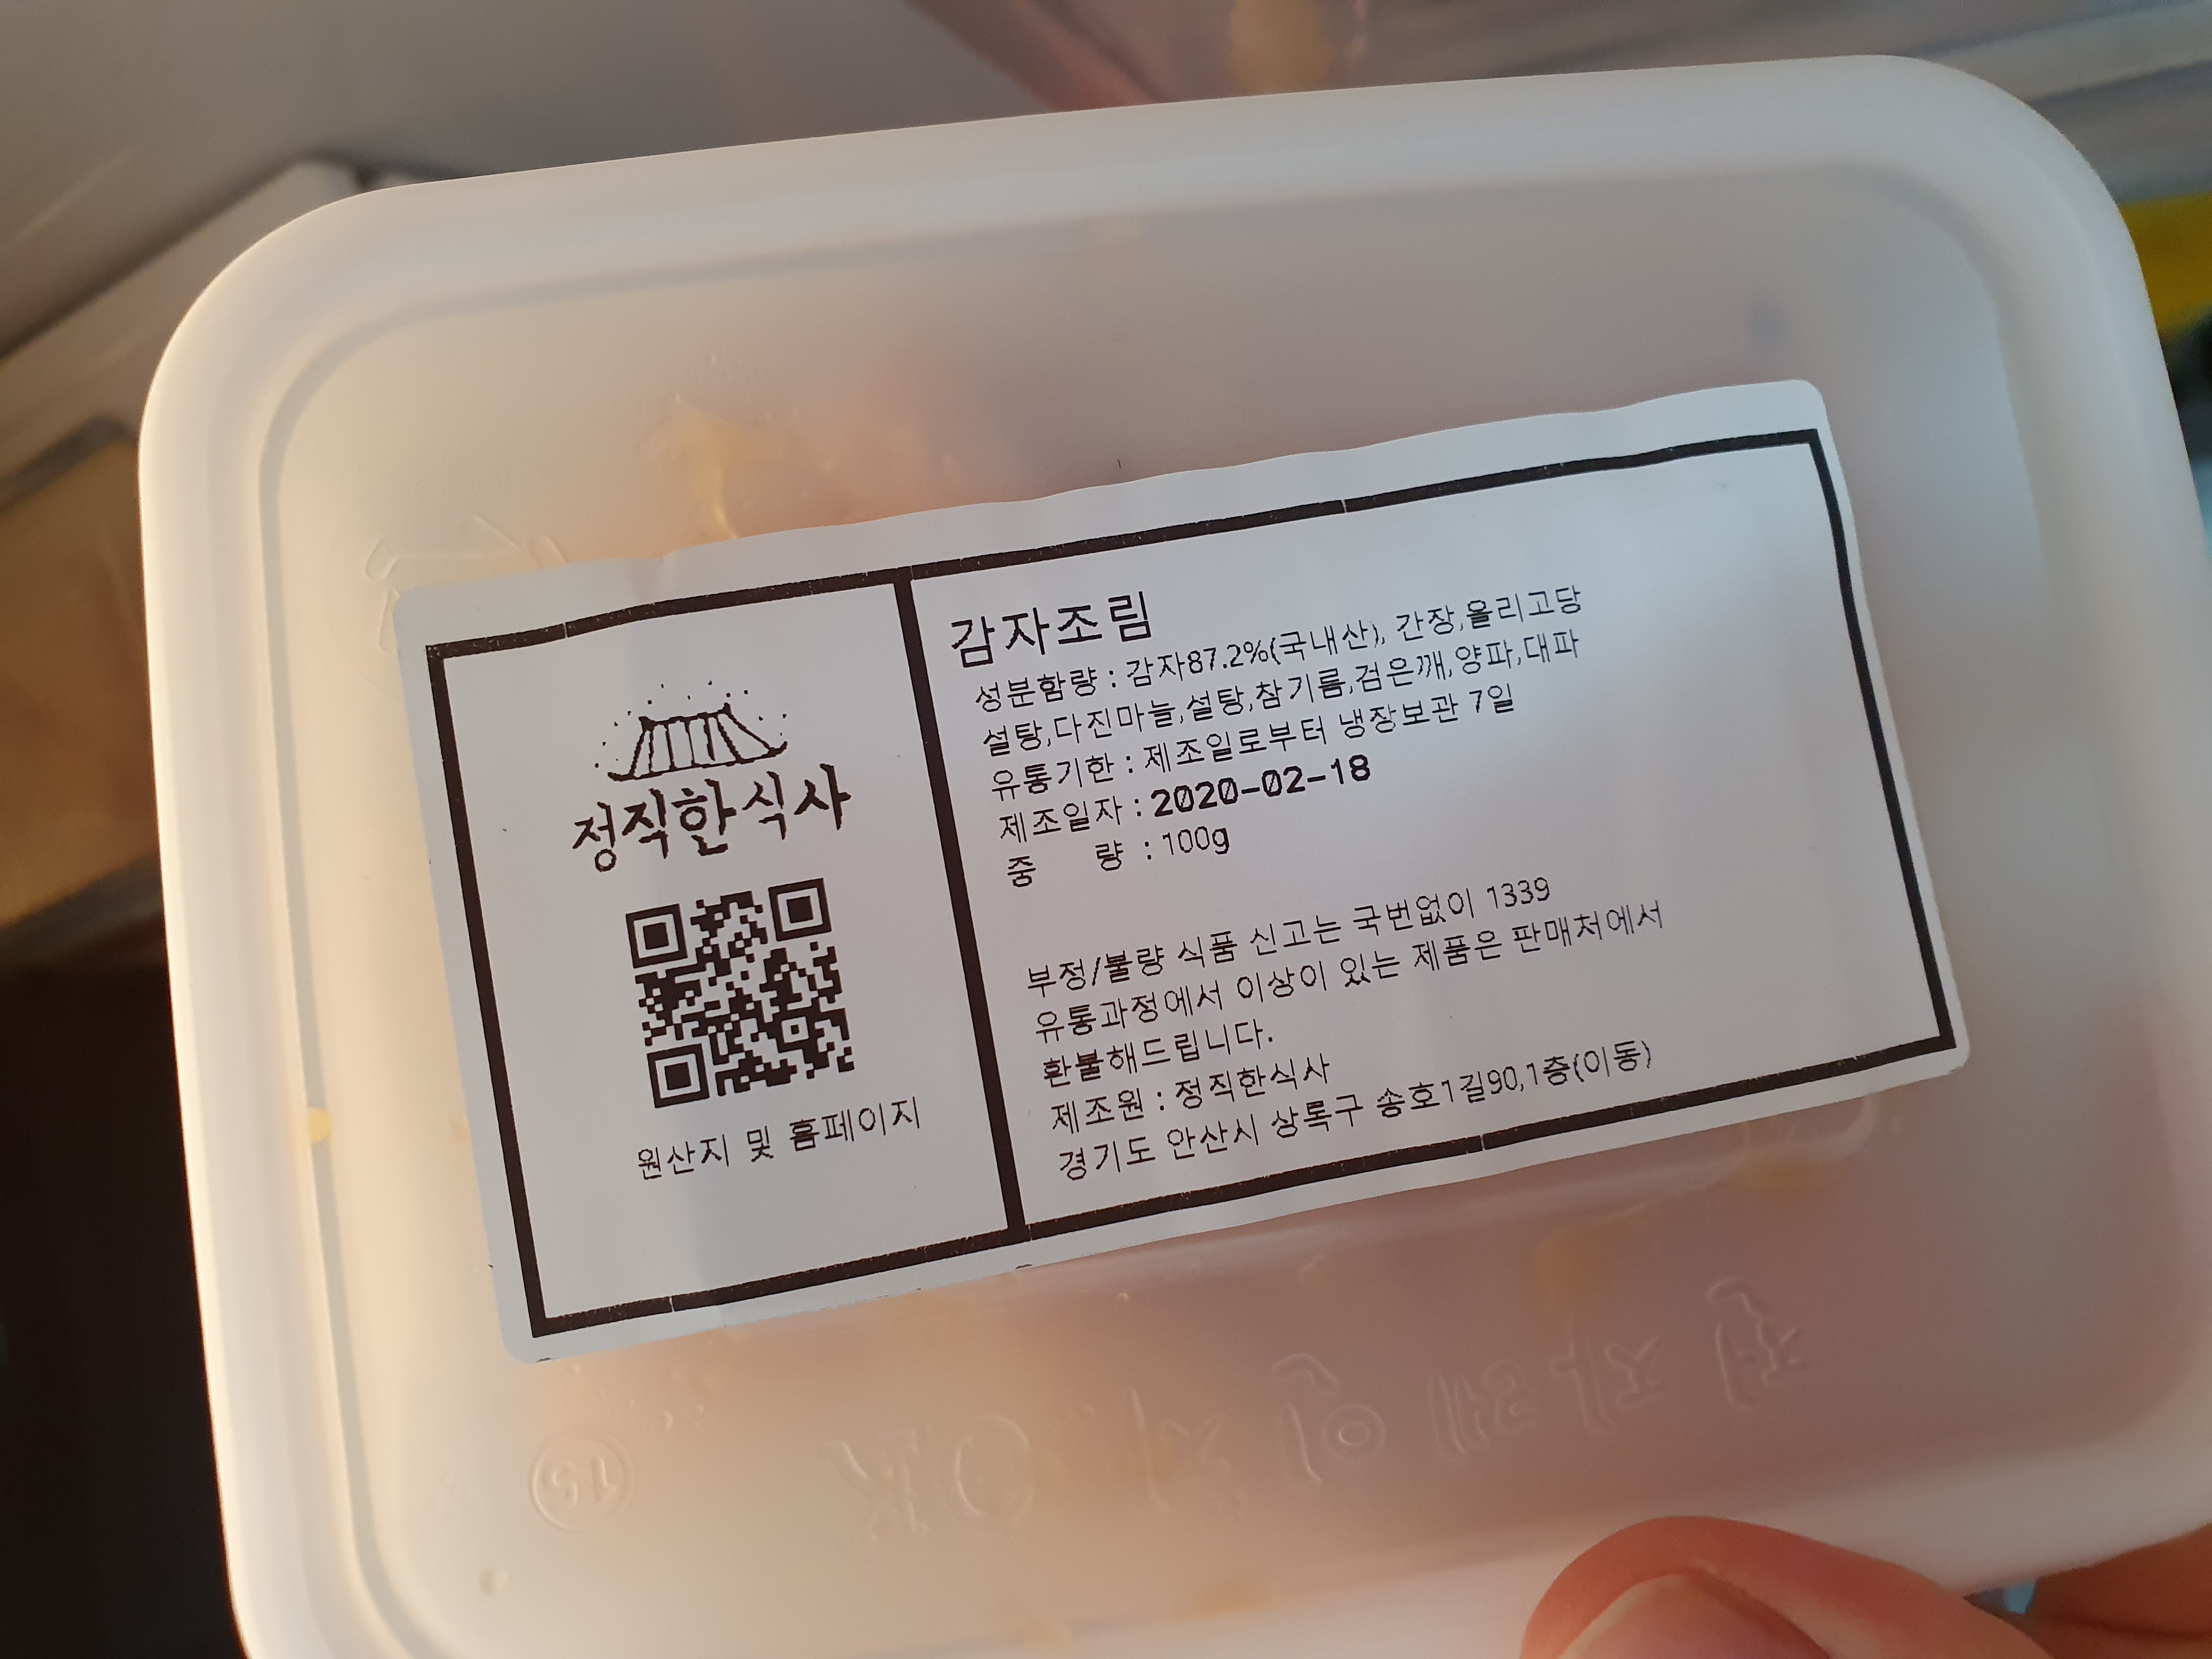 정직한식사
원산지 및 홈페이지
감자조림
성분함량 : 감자87.2%(국내산), 간장,올리고당
설탕,다진마늘,설탕,참기름,검은깨,양파,대파
유통기한 : 제조일로부터 냉장보관 7일
제조일자 : 2020-02-18
중 량 : 100g
부정/불량 식품 신고는 국번없이 1339
유통과정에서 이상이 있는 제품은 판매처에서
환불해드립니다.
제조원 : 정직한식사
경기도 안산시 상록구 송호1길90,1층(이동)
전자레인지 OK
15